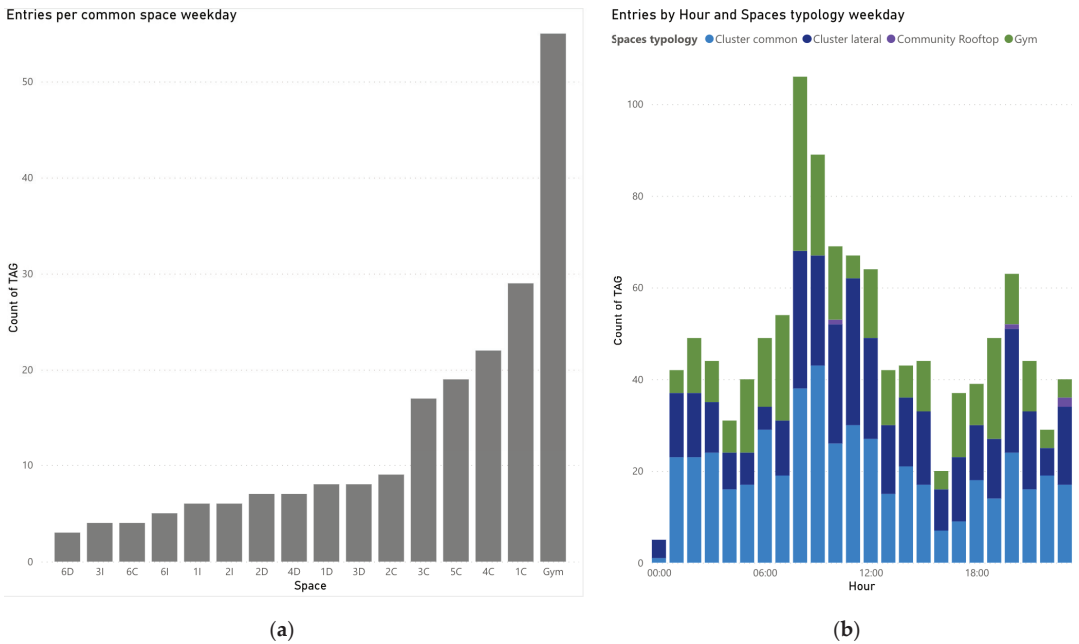 Entries per common space weekday
Count of TAG
50
40
30
20
10
0
6D 3I 6C 6I 1I 2I 2D 4D 1D 3D 2C 3C 5C 4C 1C Gym
Space
(a)
Entries by Hour and Spaces typology weekday
Spaces typology Cluster common Cluster lateral Community Rooftop Gym
Count of TAG
100
80
60
40
20
0
00:00 06:00 12:00 18:00
Hour
(b)